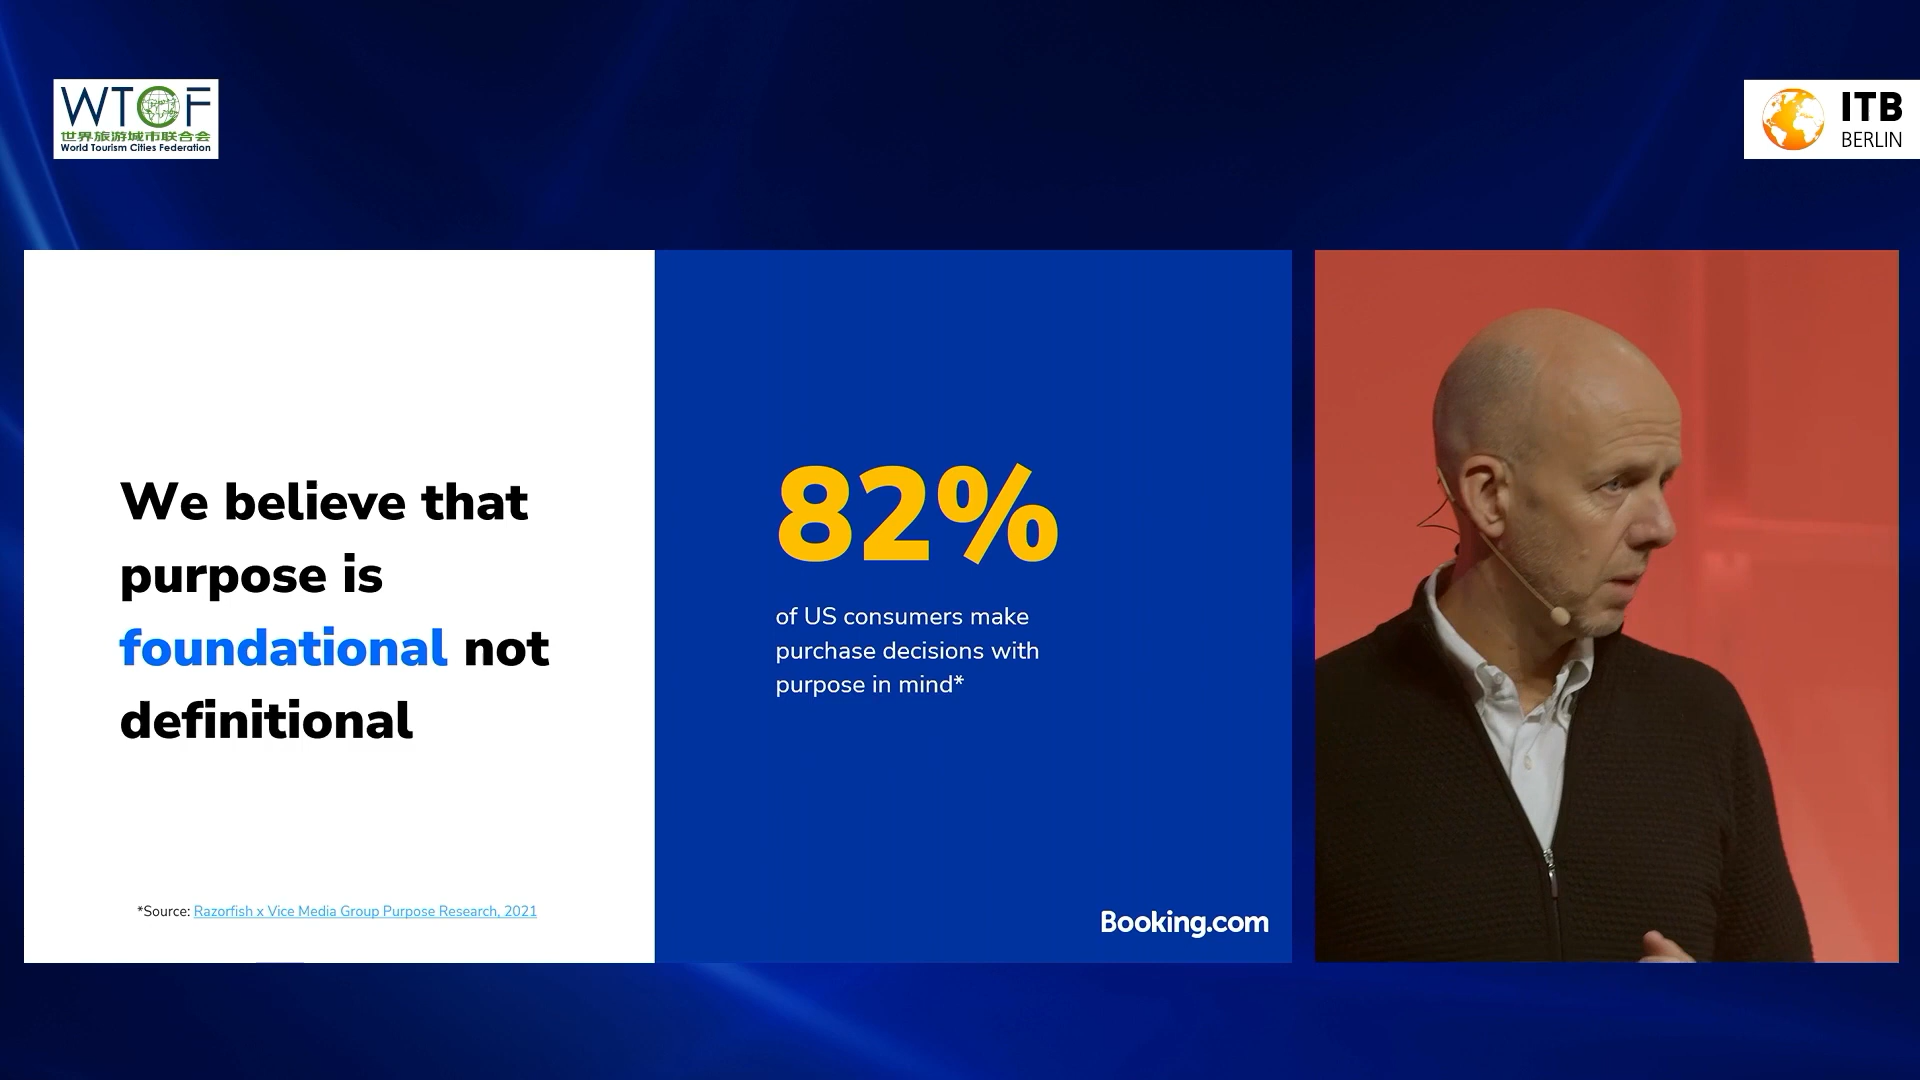 WTCF
世界旅游城市联合会
World Tourism Cities Federation
ITB
BERLIN
We believe that
purpose is
foundational not
definitional
*Source: Razorfish x Vice Media Group Purpose Research, 2021
82%
of US consumers make
purchase decisions with
purpose in mind*
Booking.com